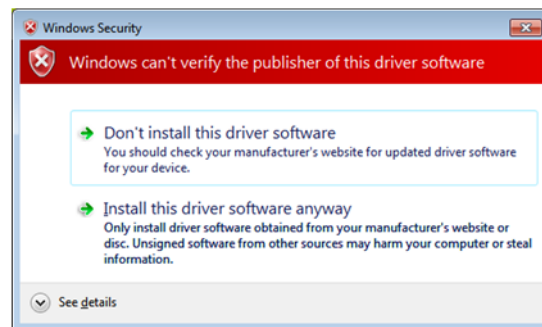 Windows Security
Windows can't verify the publisher of this driver software
Don't install this driver software
You should check your manufacturer's website for updated driver software
for your device.
Install this driver software anyway
Only install driver software obtained from your manufacturer's website or
disc. Unsigned software from other sources may harm your computer or steal
information.
See details